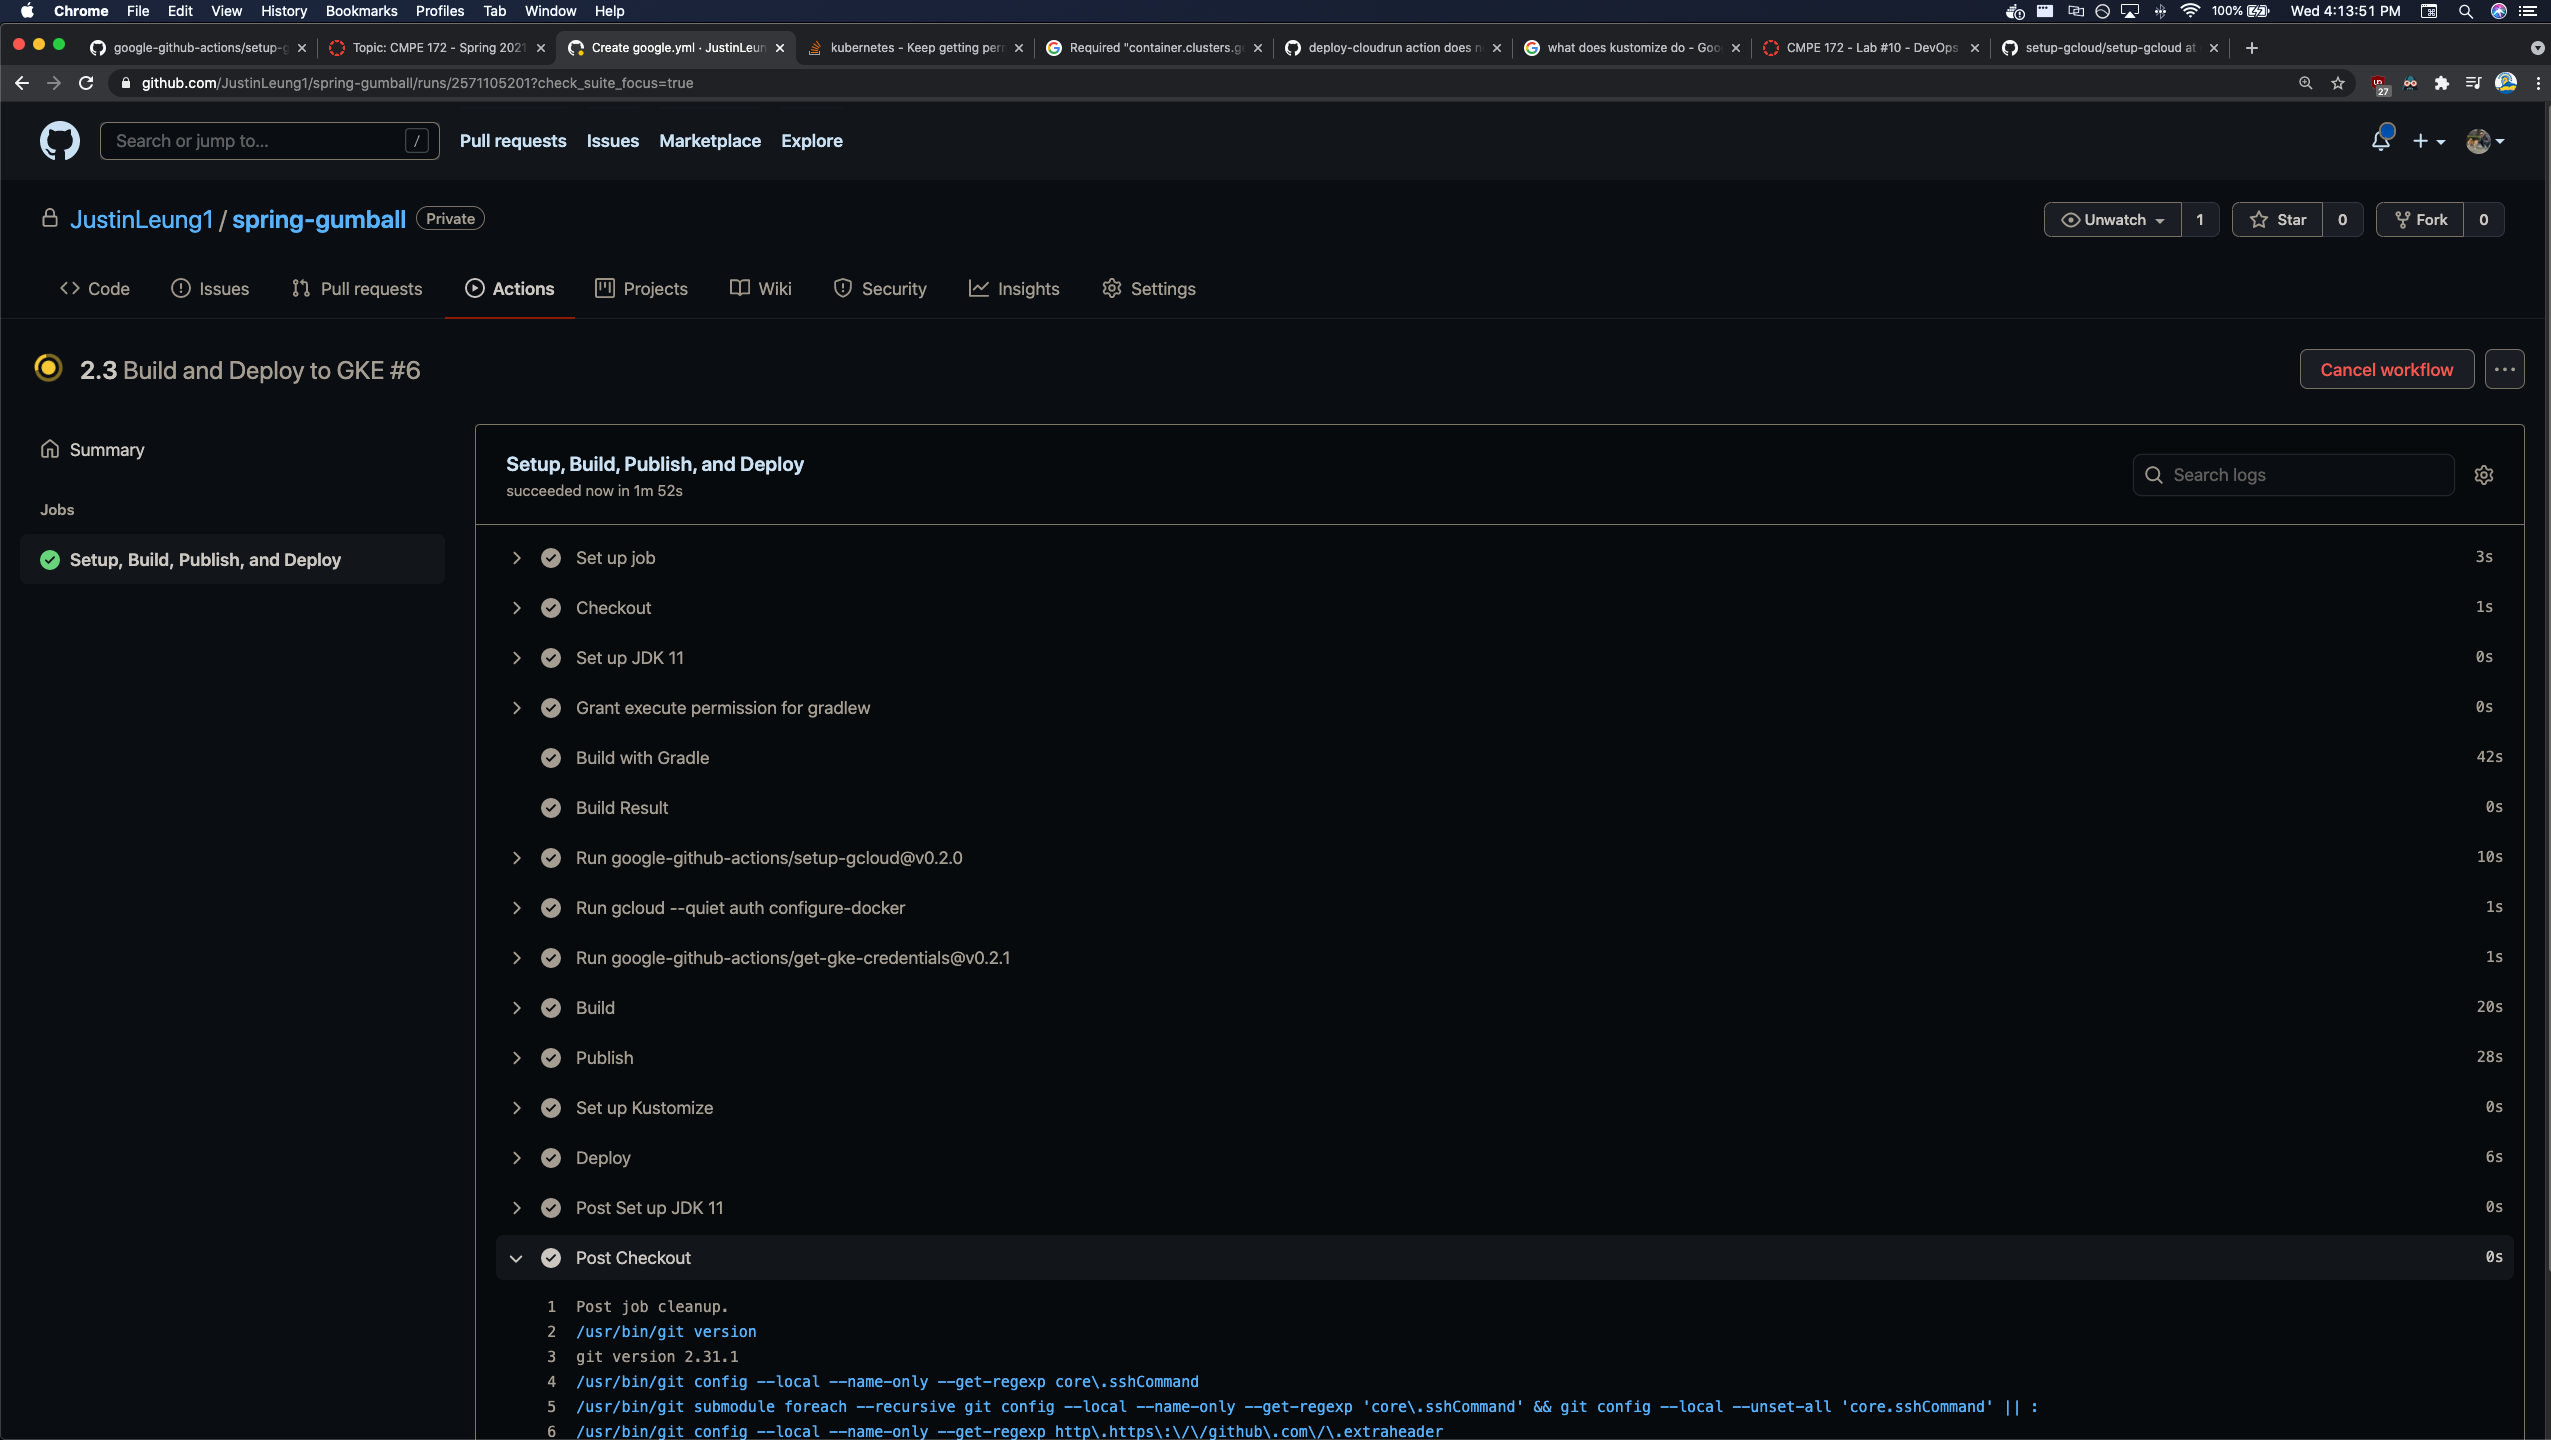 Chrome File Edit View History Bookmarks Profiles Tab Window Help 100% Wed 4:13:51 PM
google-github-actions/setup-g Topic: CMPE 172 - Spring 2021 Create google.yml · JustinLeun kubernetes - Keep getting perm Required "container.clusters.ge deploy-cloudrun action does n what does kustomize do - Goo CMPE 172 - Lab #10 - DevOps setup-gcloud/setup-gcloud at
github.com/JustinLeung1/spring-gumball/runs/2571105201?check_suite_focus=true 27
Search or jump to... / Pull requests Issues Marketplace Explore
JustinLeung1 / spring-gumball Private Unwatch 1 Star 0 Fork 0
Code Issues Pull requests Actions Projects Wiki Security Insights Settings
2.3 Build and Deploy to GKE #6 Cancel workflow
Summary
Jobs
Setup, Build, Publish, and Deploy
Setup, Build, Publish, and Deploy
succeeded now in 1m 52s
Search logs
Set up job 3s
Checkout 1s
Set up JDK 11 0s
Grant execute permission for gradlew 0s
Build with Gradle 42s
Build Result 0s
Run google-github-actions/setup-gcloud@v0.2.0 10s
Run gcloud --quiet auth configure-docker 1s
Run google-github-actions/get-gke-credentials@v0.2.1 1s
Build 20s
Publish 28s
Set up Kustomize 0s
Deploy 6s
Post Set up JDK 11 0s
Post Checkout 0s
1 Post job cleanup.
2 /usr/bin/git version
3 git version 2.31.1
4 /usr/bin/git config --local --name-only --get-regexp core\.sshCommand
5 /usr/bin/git submodule foreach --recursive git config --local --name-only --get-regexp 'core\.sshCommand' && git config --local --unset-all 'core.sshCommand' || :
6 /usr/bin/git config --local --name-only --get-regexp http\.https\:\/\/github\.com\/\.extraheader